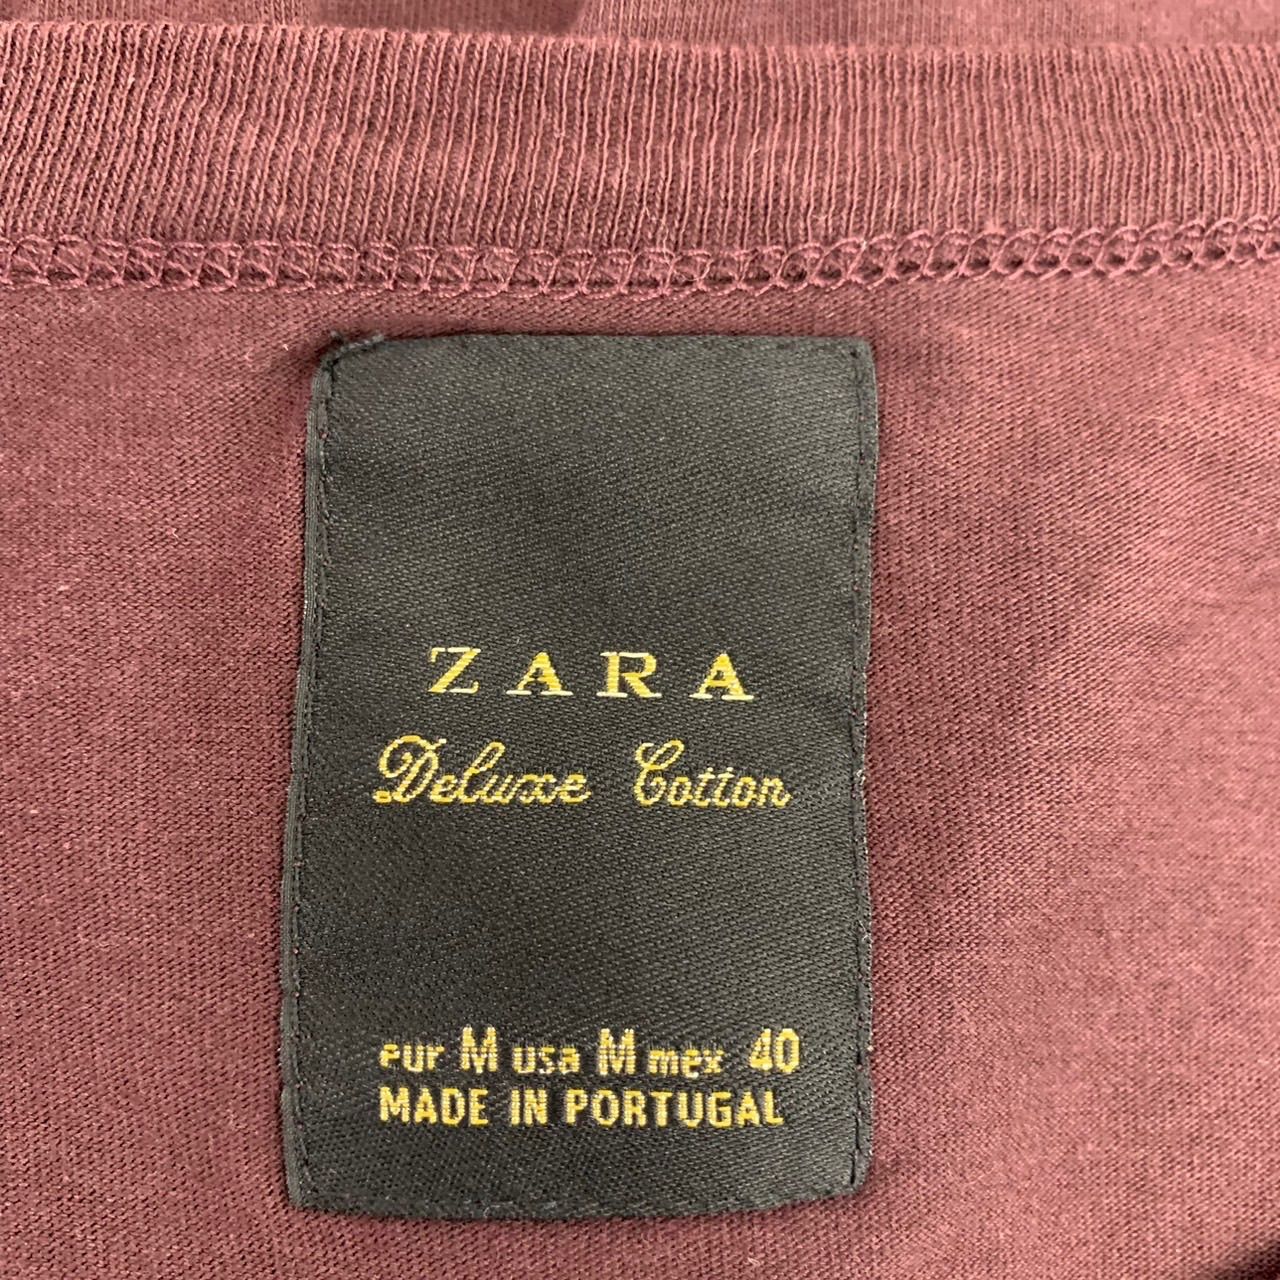 ZARA
Deluxe Cotton
eur M usa M mex 40
MADE IN PORTUGAL